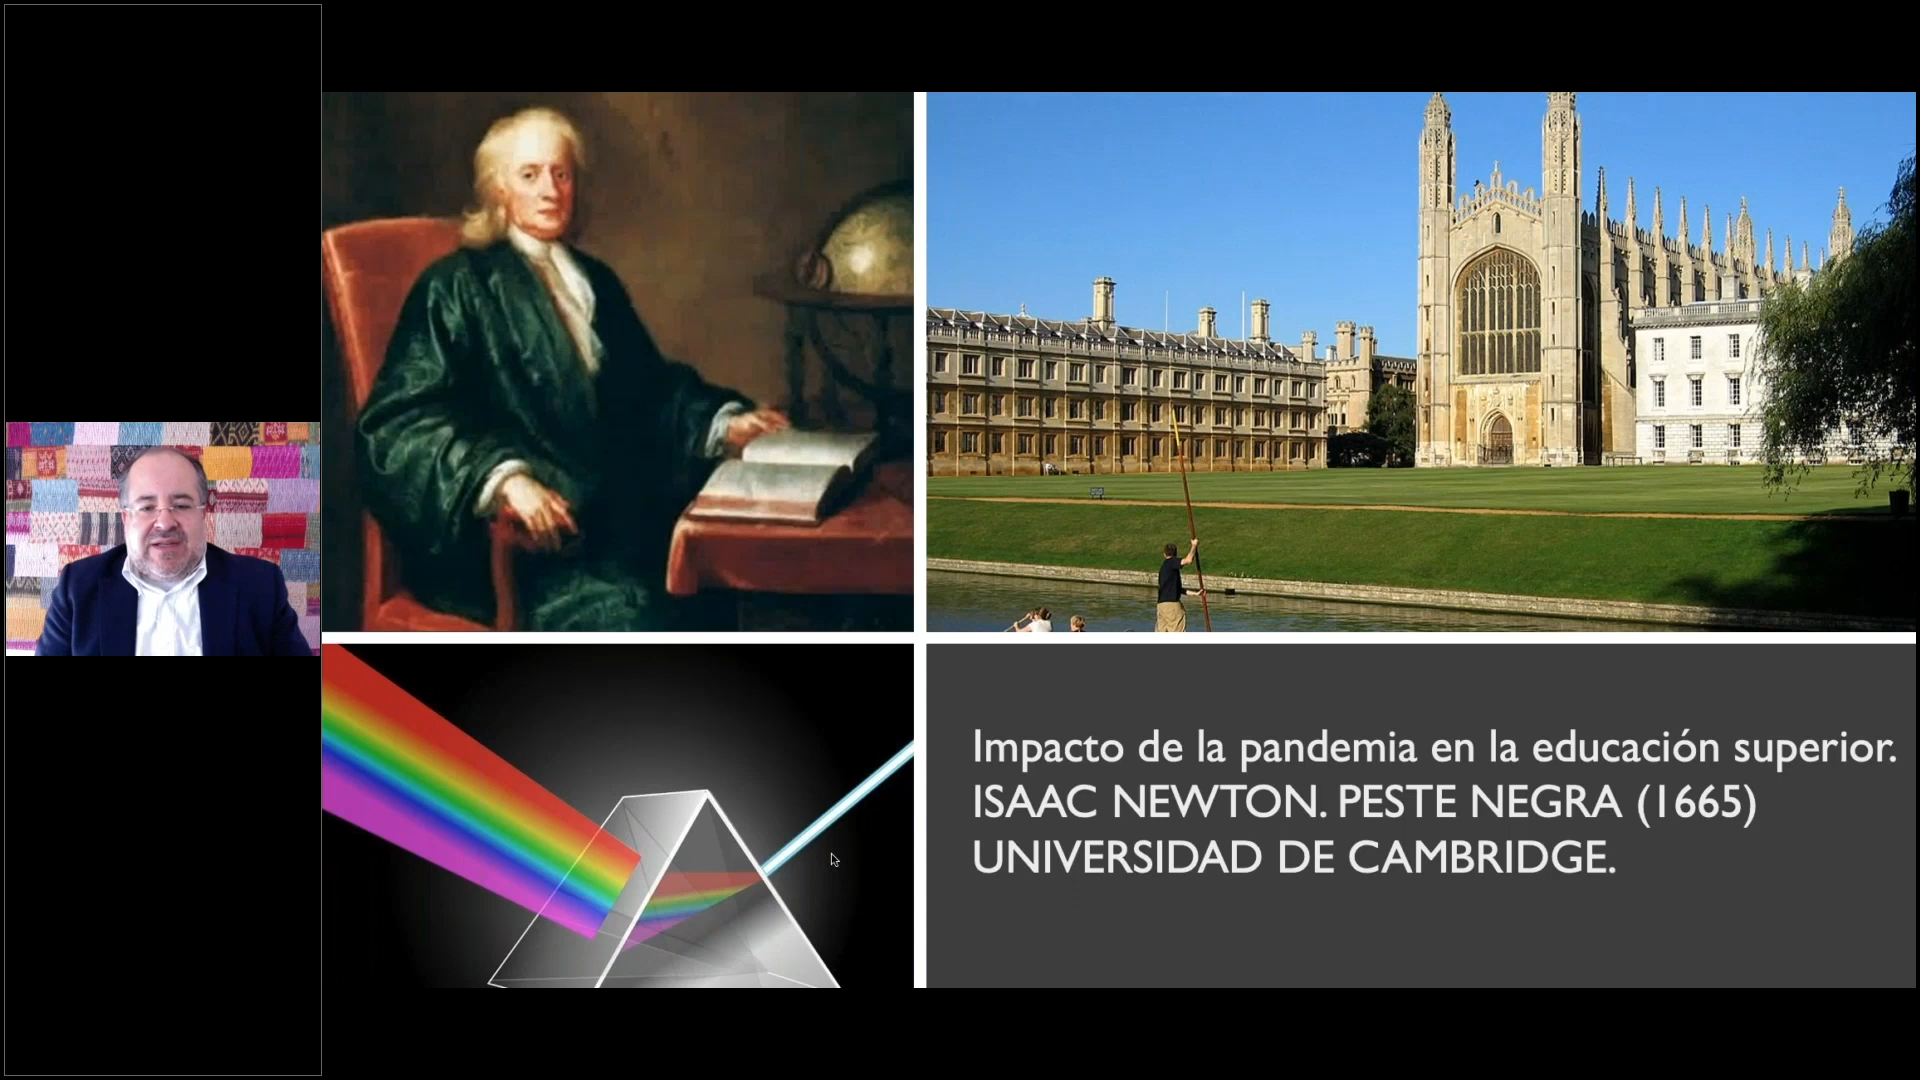 Impacto de la pandemia en la educación superior.
ISAAC NEWTON. PESTE NEGRA (1665)
UNIVERSIDAD DE CAMBRIDGE.